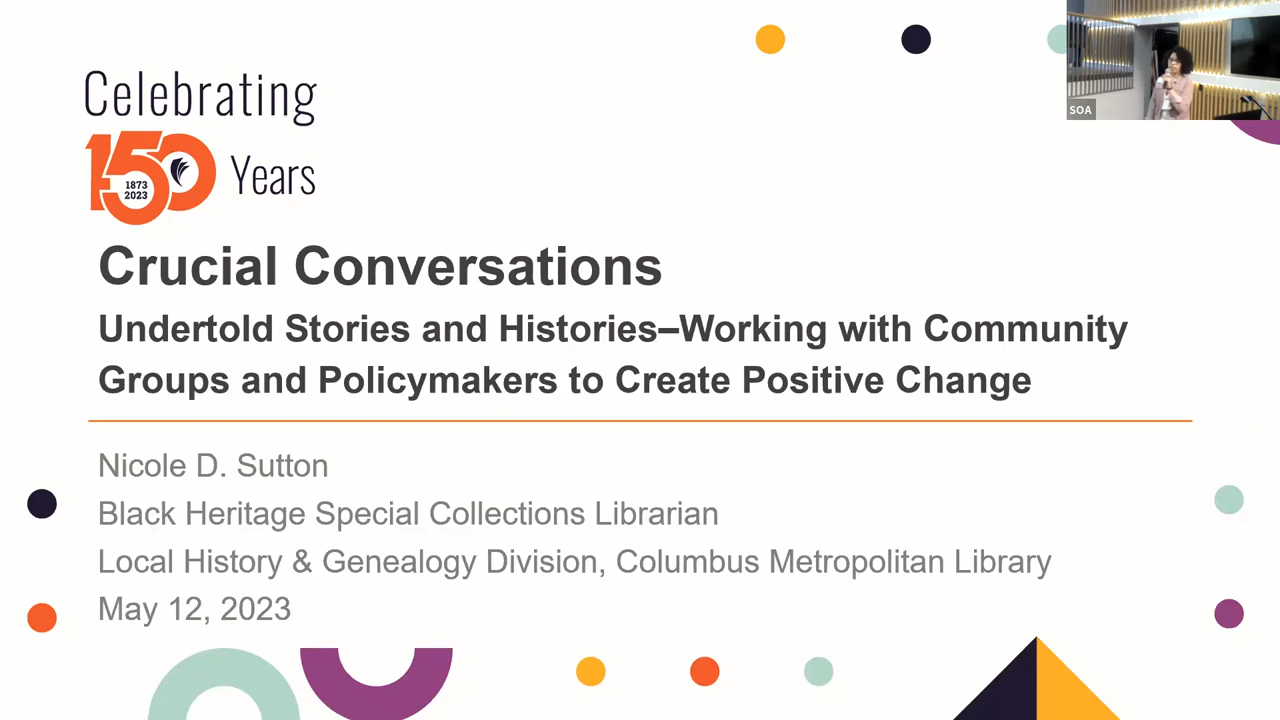 Celebrating
150
1873
2023
Years
SOA
Crucial Conversations
Undertold Stories and Histories–Working with Community
Groups and Policymakers to Create Positive Change
Nicole D. Sutton
Black Heritage Special Collections Librarian
Local History & Genealogy Division, Columbus Metropolitan Library
May 12, 2023